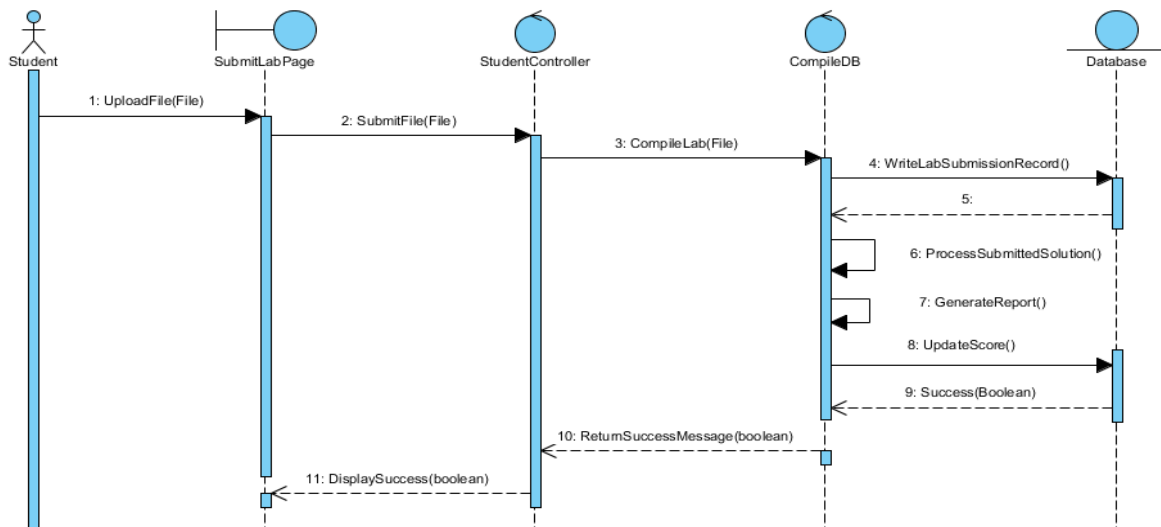 Student
SubmitLabPage
StudentController
CompileDB
Database
1: UploadFile(File)
2: SubmitFile(File)
3: CompileLab(File)
4: WriteLabSubmissionRecord()
5:
6: ProcessSubmittedSolution()
7: GenerateReport()
8: UpdateScore()
9: Success(Boolean)
10: ReturnSuccessMessage(boolean)
11: DisplaySuccess(boolean)